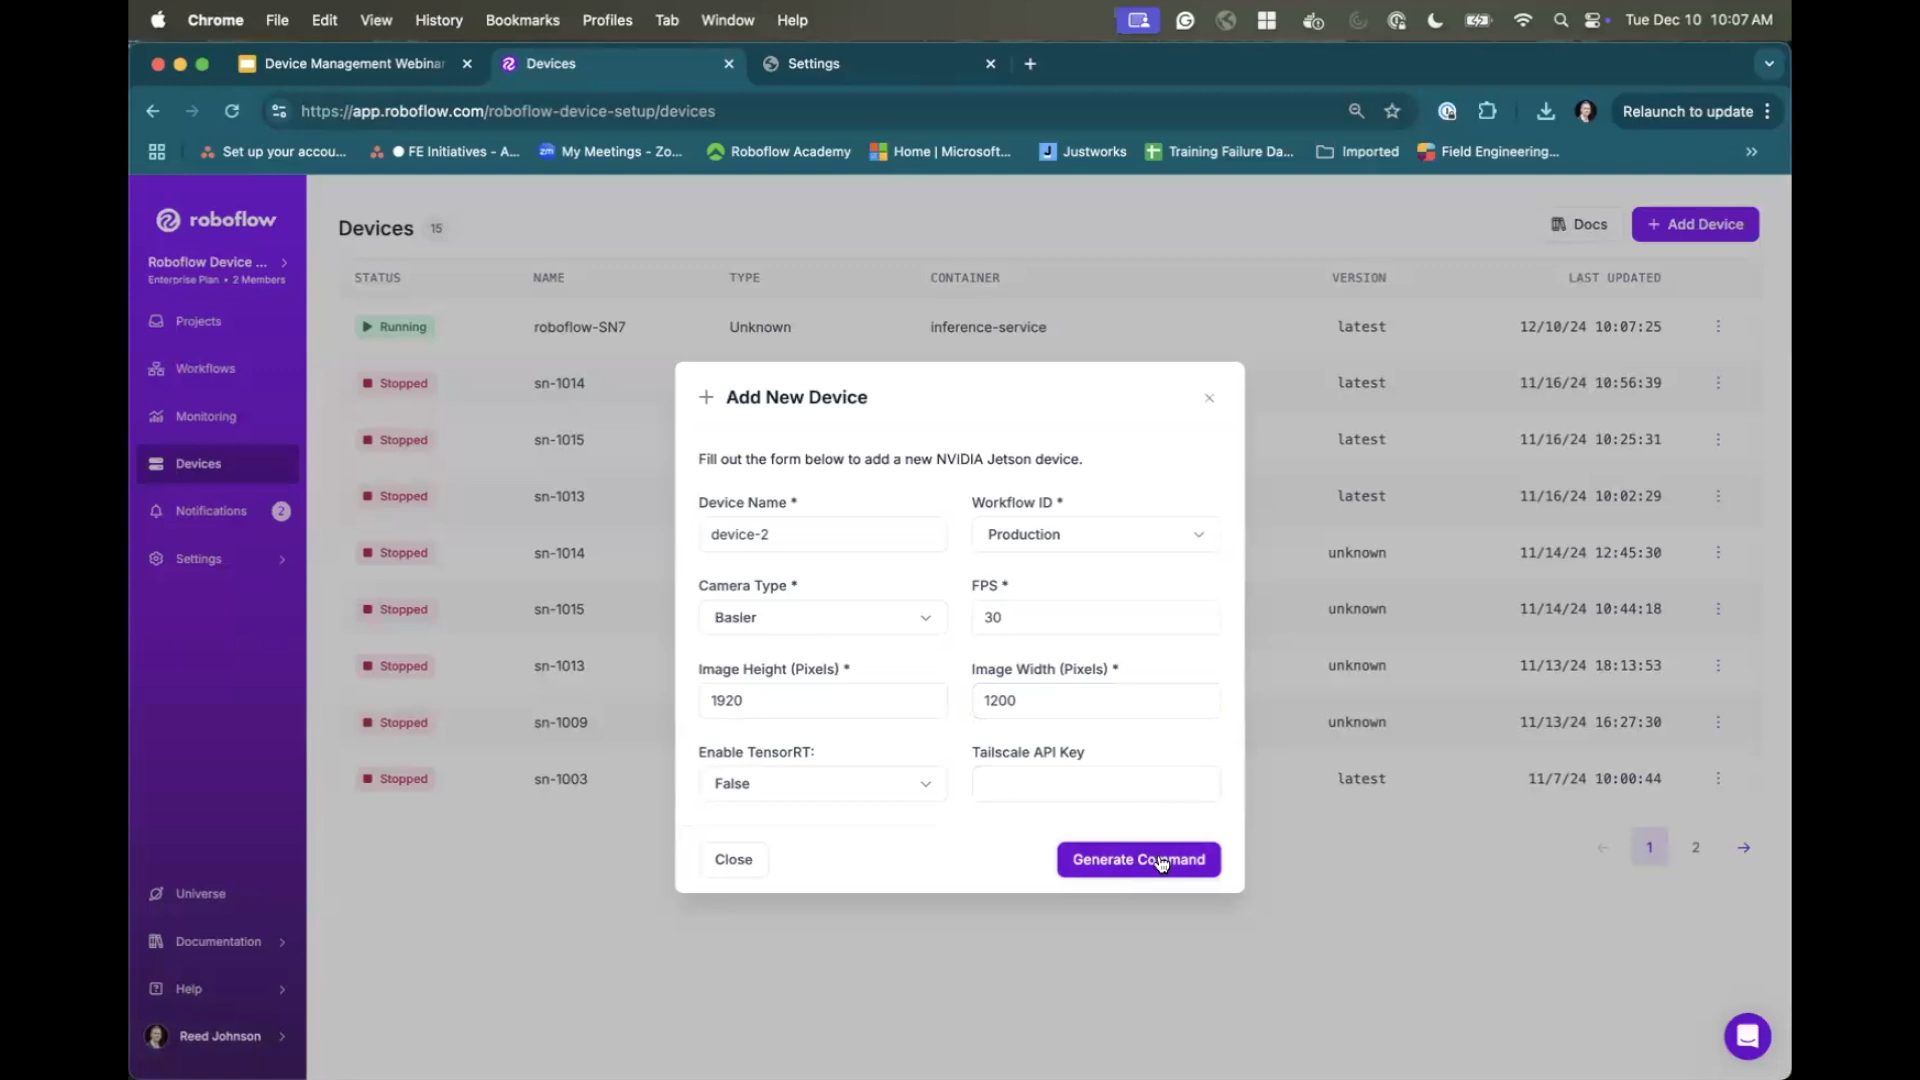 Chrome File Edit View History Bookmarks Profiles Tab Window Help Tue Dec 10 10:07 AM
Device Management Webinar Devices Settings
https://app.roboflow.com/roboflow-device-setup/devices Relaunch to update
Set up your accou... FE Initiatives - A... My Meetings - Zo... Roboflow Academy Home | Microsoft... Justworks Training Failure Da... Imported Field Engineering... »
roboflow
Roboflow Device ...
Enterprise Plan • 2 Members
Projects
Workflows
Monitoring
Devices
Notifications 2
Settings
Universe
Documentation
Help
Reed Johnson
Devices 15 Docs + Add Device
STATUS NAME TYPE CONTAINER VERSION LAST UPDATED
Running roboflow-SN7 Unknown inference-service latest 12/10/24 10:07:25
Stopped sn-1014 latest 11/16/24 10:56:39
Stopped sn-1015 latest 11/16/24 10:25:31
Stopped sn-1013 latest 11/16/24 10:02:29
Stopped sn-1014 unknown 11/14/24 12:45:30
Stopped sn-1015 unknown 11/14/24 10:44:18
Stopped sn-1013 unknown 11/13/24 18:13:53
Stopped sn-1009 unknown 11/13/24 16:27:30
Stopped sn-1003 latest 11/7/24 10:00:44
1 2
+ Add New Device
Fill out the form below to add a new NVIDIA Jetson device.
Device Name * Workflow ID *
device-2 Production
Camera Type * FPS *
Basler 30
Image Height (Pixels) * Image Width (Pixels) *
1920 1200
Enable TensorRT: Tailscale API Key
False
Close Generate Command